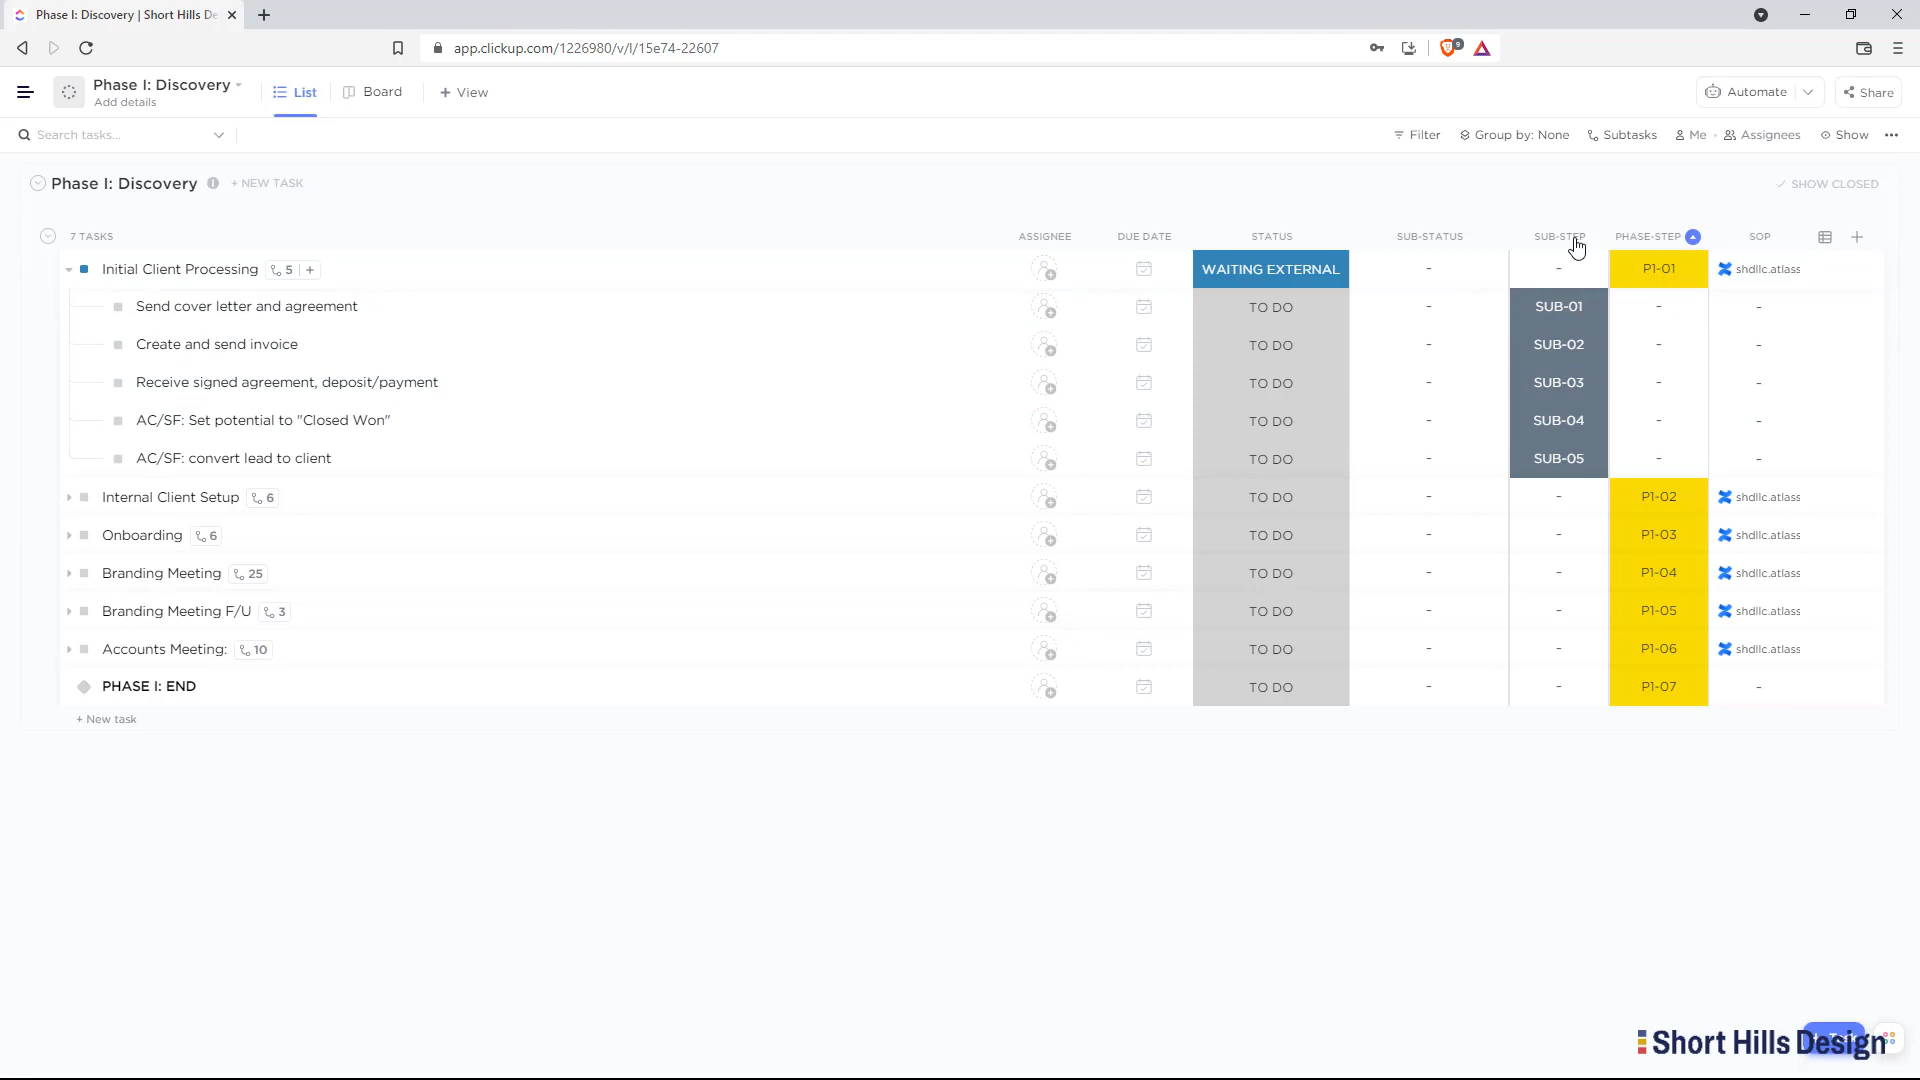 Phase I: Discovery | Short Hills De
app.clickup.com/1226980/v/l/15e74-22607
9
Phase I: Discovery
Add details
List
Board
+ View
Automate
Share
Search tasks...
Filter
Group by: None
Subtasks
Me
Assignees
Show
Phase I: Discovery
+ NEW TASK
SHOW CLOSED
7 TASKS ASSIGNEE DUE DATE STATUS SUB-STATUS SUB-STEP PHASE-STEP SOP
Initial Client Processing 5 + WAITING EXTERNAL - - P1-01 shdllc.atlass
Send cover letter and agreement TO DO - SUB-01 - -
Create and send invoice TO DO - SUB-02 - -
Receive signed agreement, deposit/payment TO DO - SUB-03 - -
AC/SF: Set potential to "Closed Won" TO DO - SUB-04 - -
AC/SF: convert lead to client TO DO - SUB-05 - -
Internal Client Setup 6 TO DO - - P1-02 shdllc.atlass
Onboarding 6 TO DO - - P1-03 shdllc.atlass
Branding Meeting 25 TO DO - - P1-04 shdllc.atlass
Branding Meeting F/U 3 TO DO - - P1-05 shdllc.atlass
Accounts Meeting: 10 TO DO - - P1-06 shdllc.atlass
PHASE I: END TO DO - - P1-07 -
+ New task
Short Hills Design